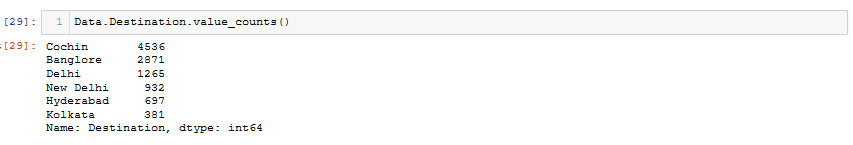 [29]: 1 Data.Destination.value_counts()
[29]: Cochin 4536
Banglore 2871
Delhi 1265
New Delhi 932
Hyderabad 697
Kolkata 381
Name: Destination, dtype: int64